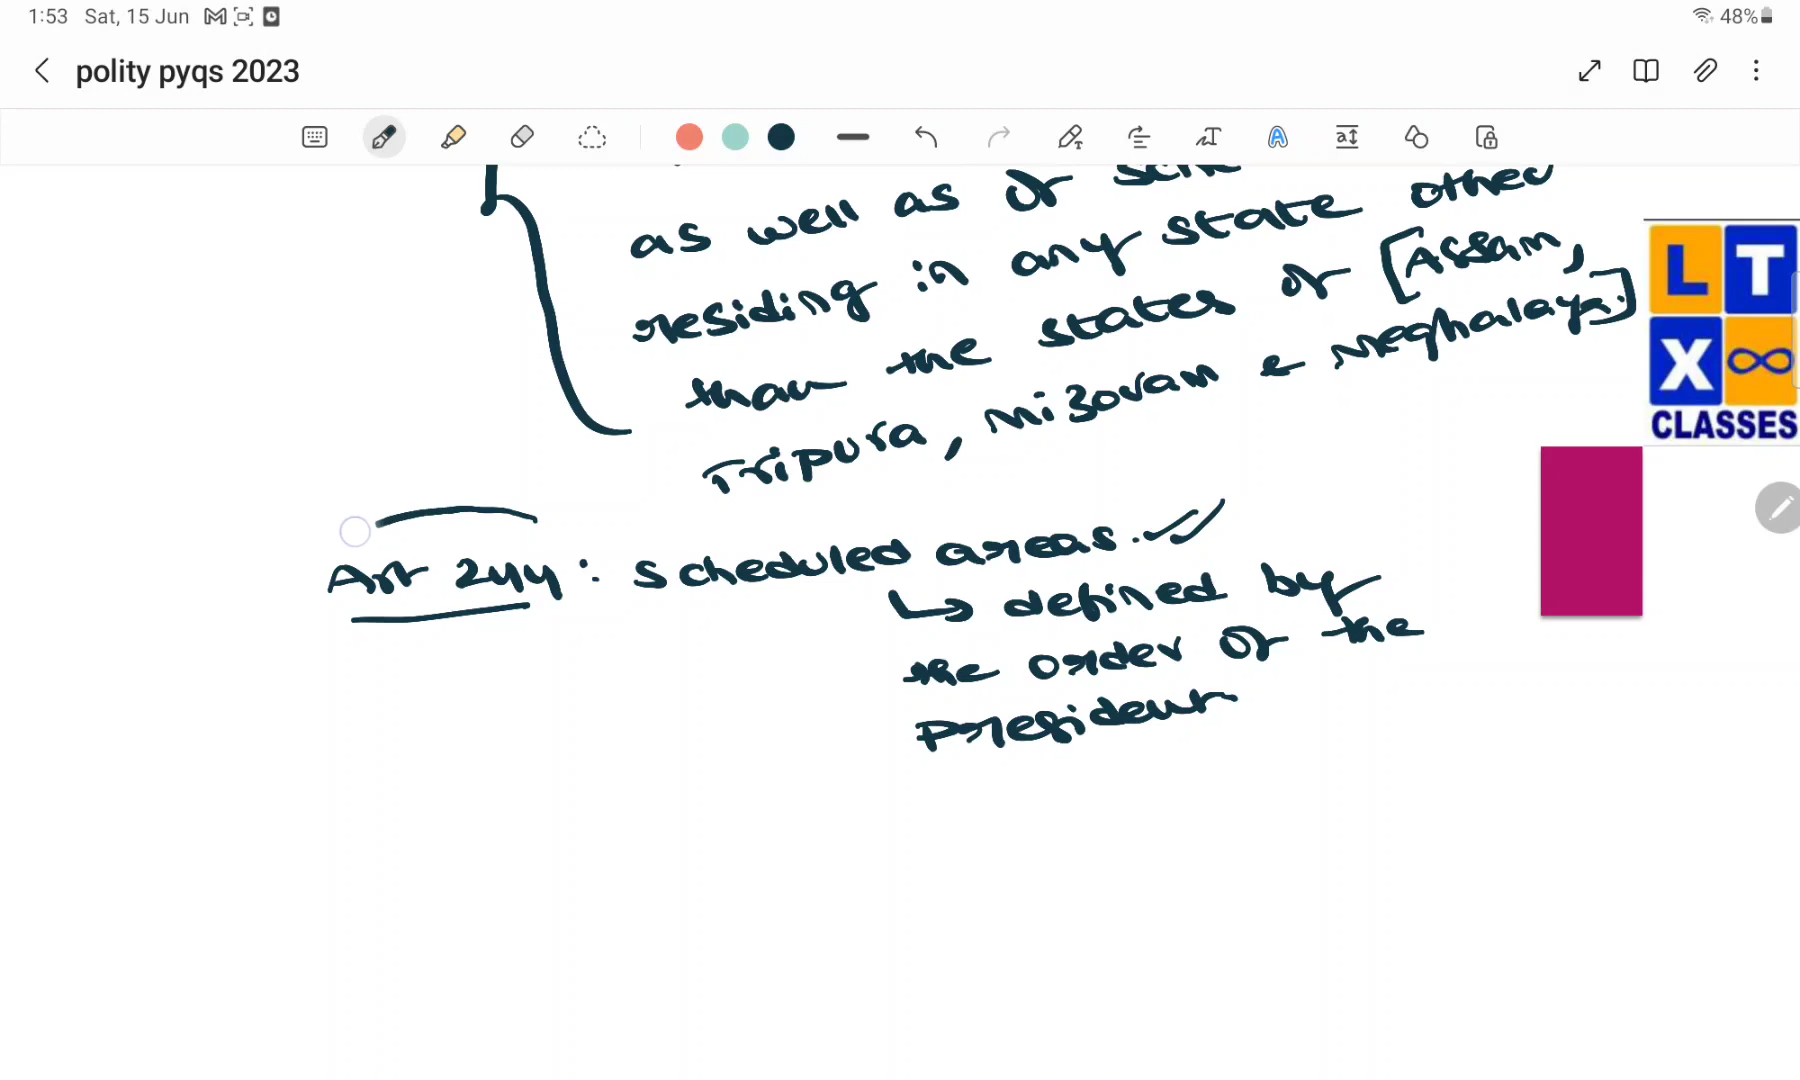 1:53 Sat, 15 Jun
48%
polity pyqs 2023
as well as of
residing in any state other
than the states of [Assam,
Tripura, Mizoram & Meghalaya.]
Art 244: scheduled areas.
↳ defined by
the order of the
president
LT
X∞
CLASSES